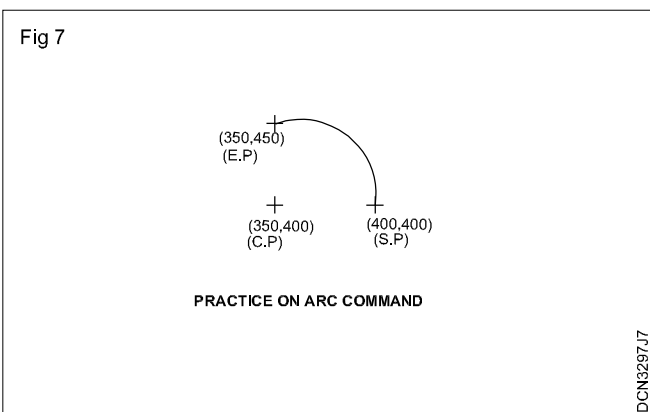 Fig 7
(350,450)
(E.P)
(350,400)
(C.P)
(400,400)
(S.P)
PRACTICE ON ARC COMMAND
DCN3297J7